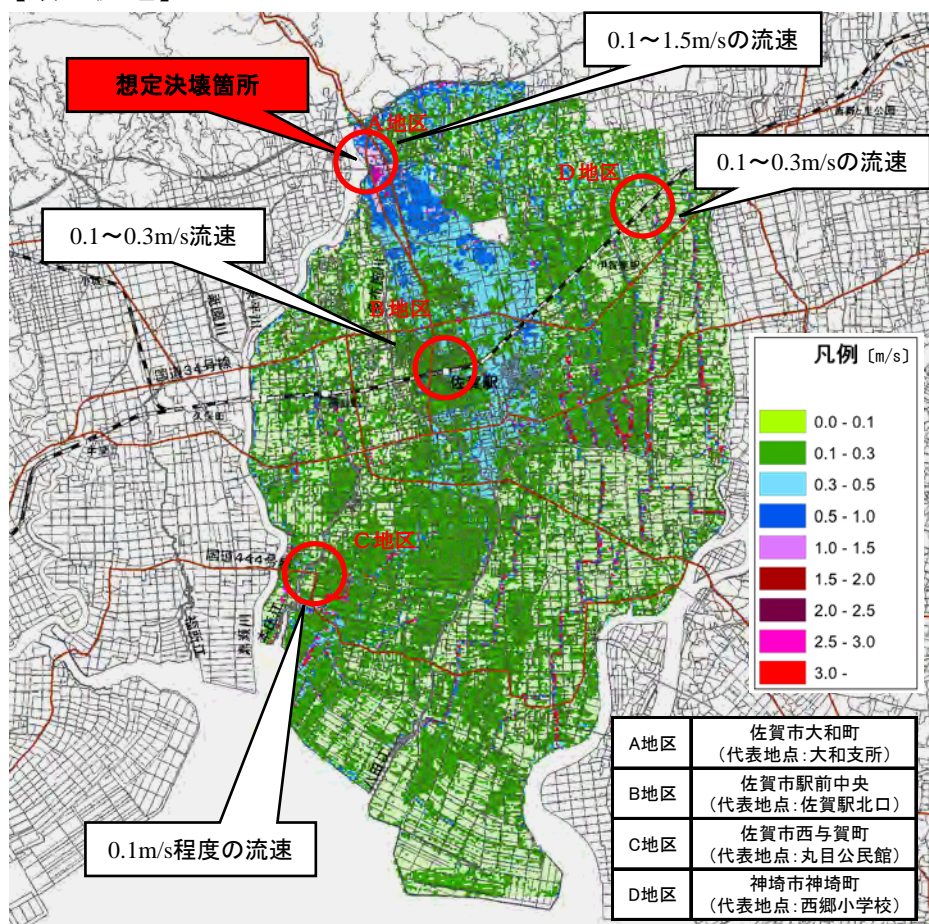 0.1～1.5m/sの流速
想定決壊箇所
A地区
0.1～0.3m/sの流速
D地区
0.1～0.3m/s流速
B地区
国道34号線
佐賀駅
久保田
凡例 [m/s]
0.0 - 0.1
0.1 - 0.3
0.3 - 0.5
0.5 - 1.0
1.0 - 1.5
1.5 - 2.0
2.0 - 2.5
2.5 - 3.0
3.0 -
C地区
国道444号線
嘉瀬川
0.1m/s程度の流速
A地区
佐賀市大和町
（代表地点：大和支所）
B地区
佐賀市駅前中央
（代表地点：佐賀駅北口）
C地区
佐賀市西与賀町
（代表地点：丸目公民館）
D地区
神埼市神埼町
（代表地点：西郷小学校）